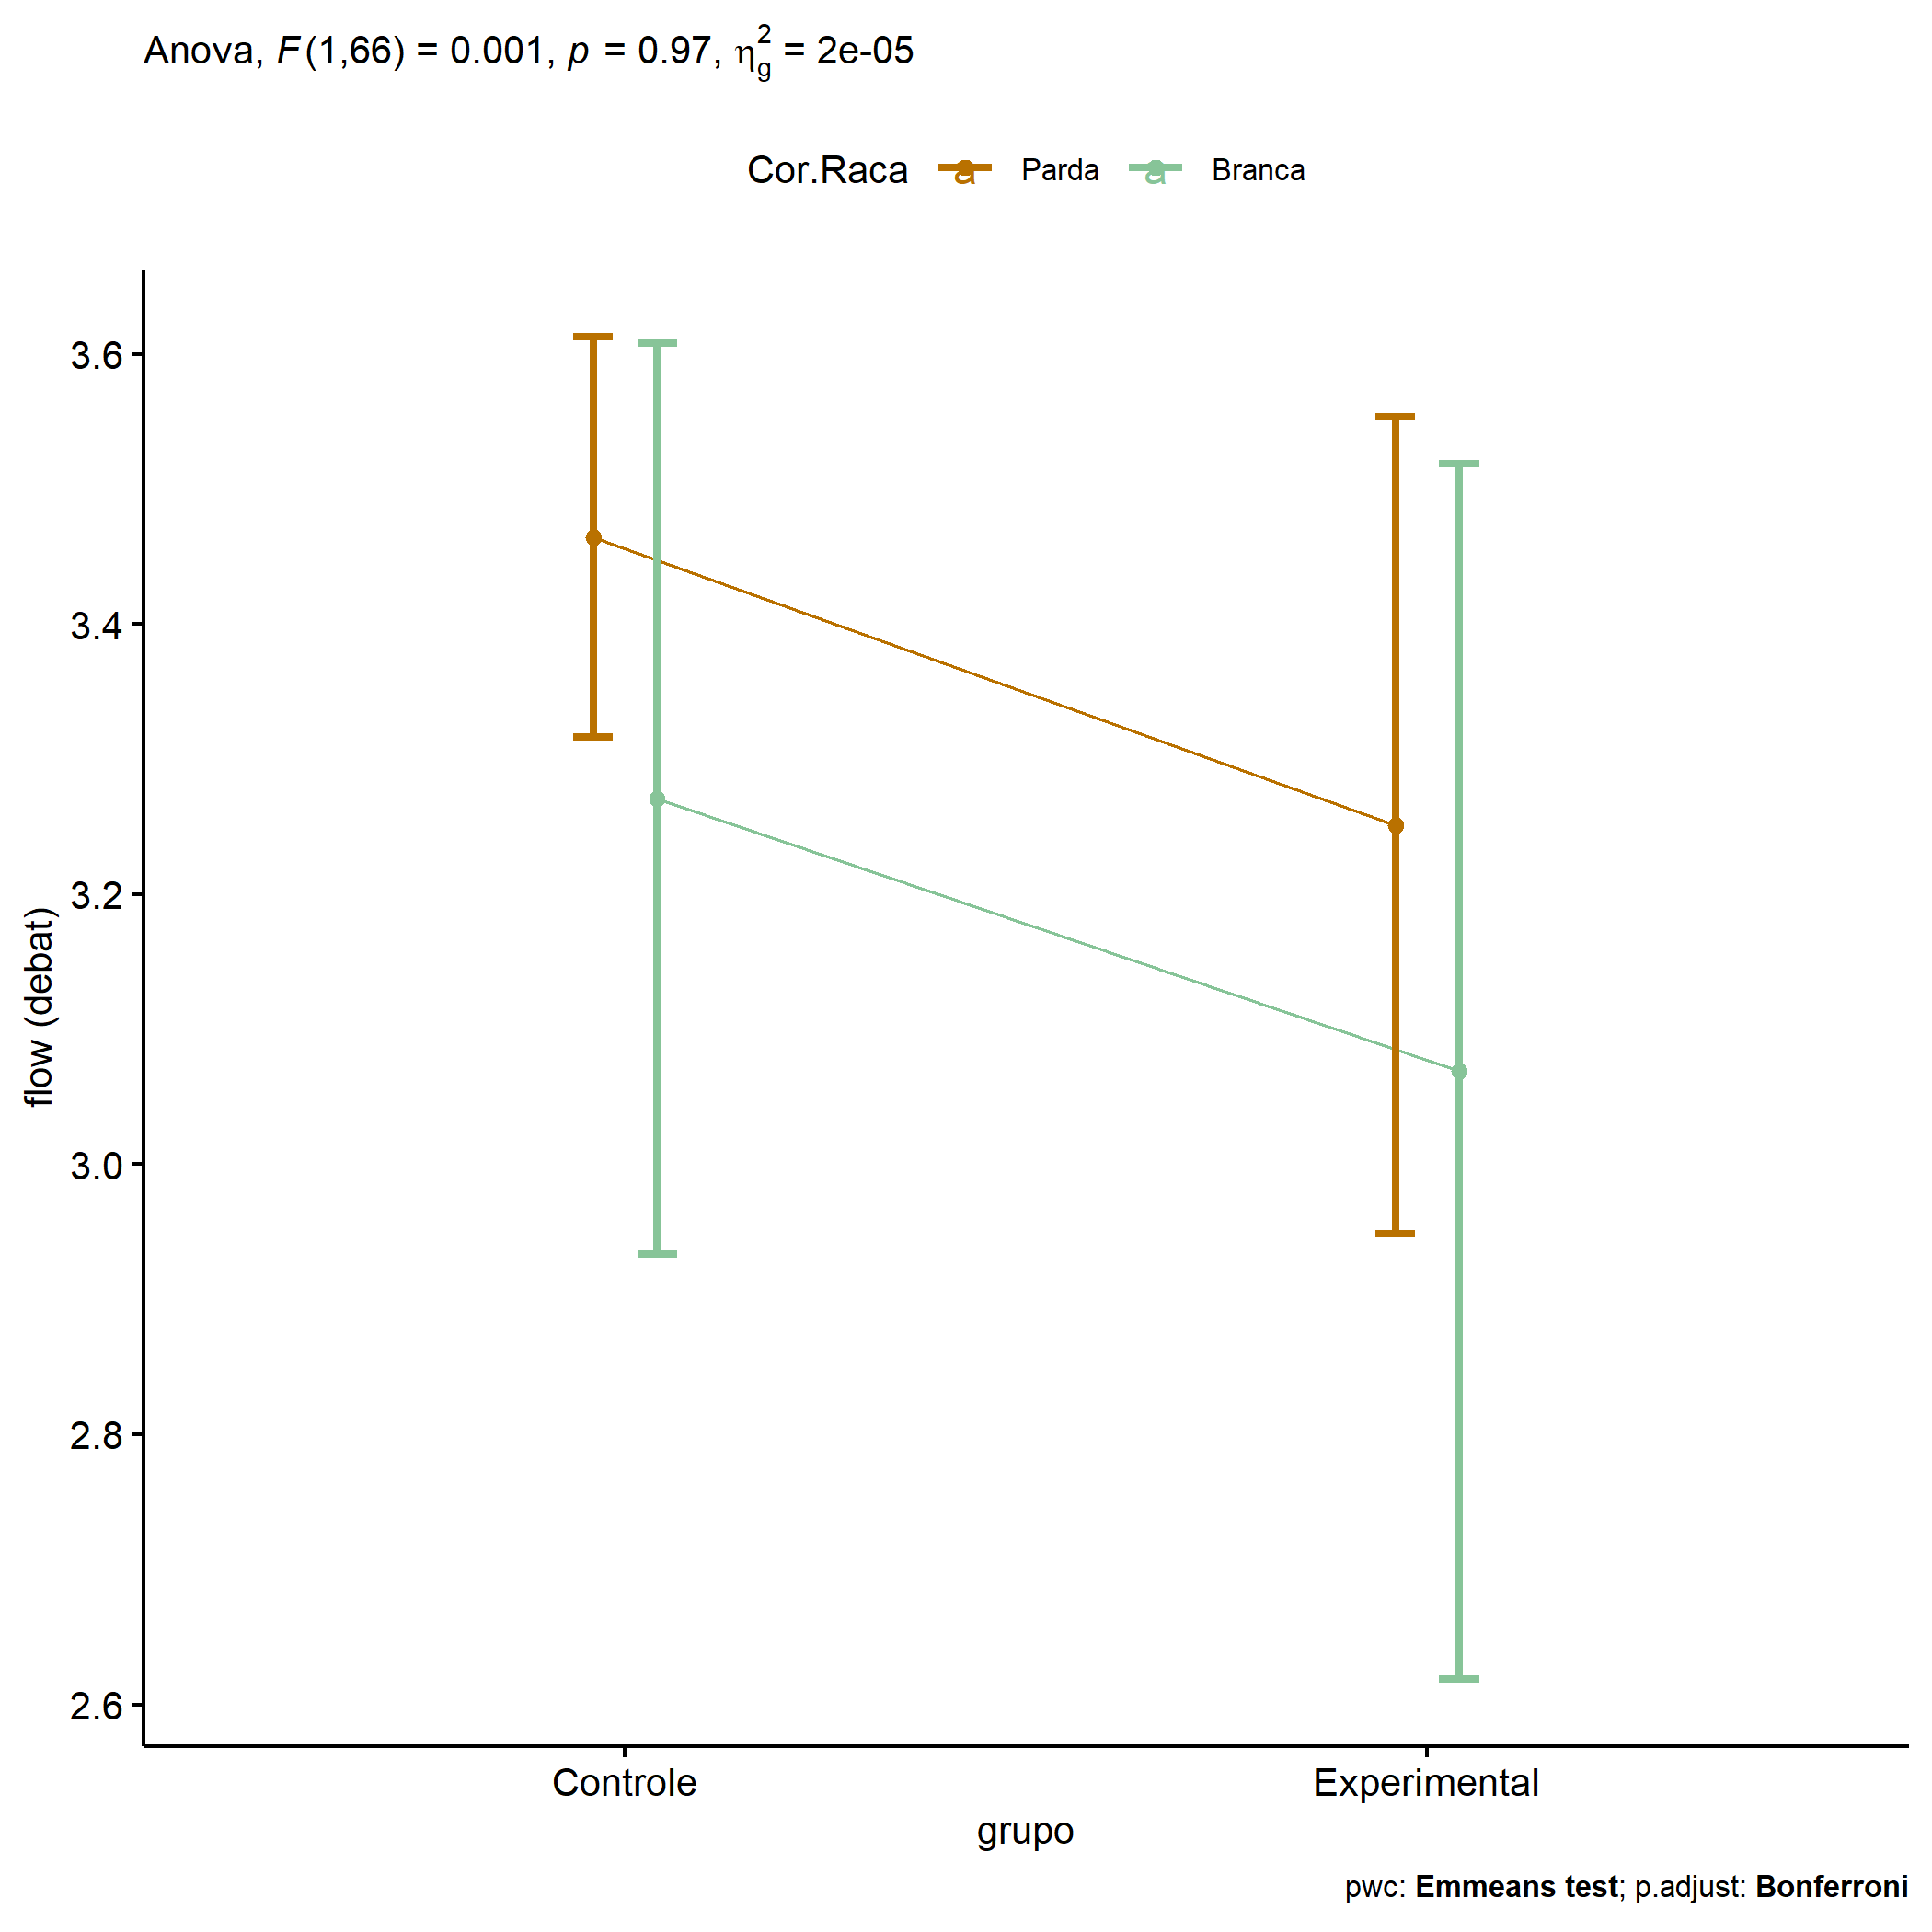 Anova, F(1,66) = 0.001, p = 0.97, η²g = 2e-05
Cor.Raca a Parda a Branca
3.6
3.4
3.2
3.0
2.8
2.6
flow (debat)
Controle Experimental
grupo
pwc: Emmeans test; p.adjust: Bonferroni